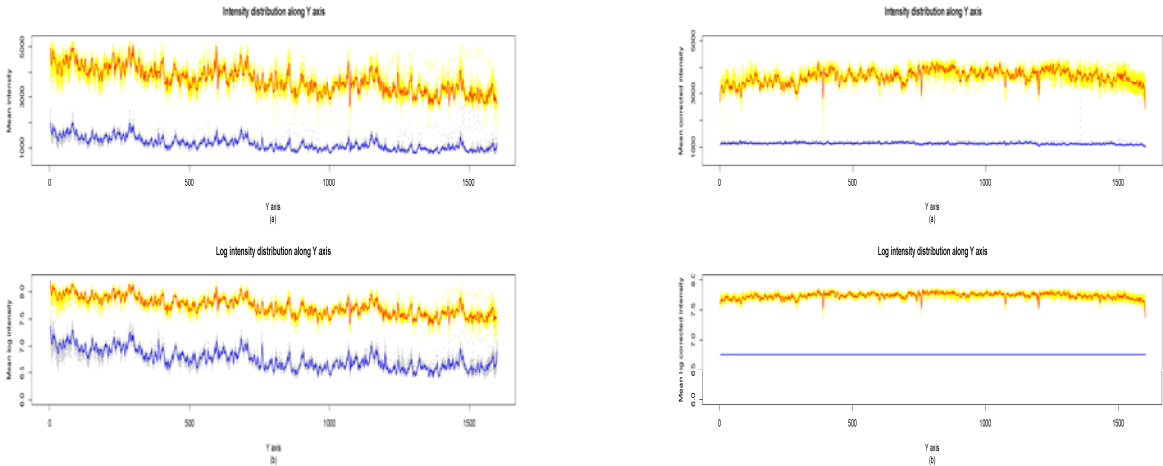 Intensity distribution along Y axis
Mean intensity
5000
3000
1000
0
500
1000
1500
Y axis
(a)
Intensity distribution along Y axis
Mean corrected intensity
5000
3000
1000
0
500
1000
1500
Y axis
(a)
Log intensity distribution along Y axis
Mean log intensity
8.0
7.5
7.0
6.5
6.0
0
500
1000
1500
Y axis
(b)
Log intensity distribution along Y axis
Mean log corrected intensity
8.0
7.5
7.0
6.5
6.0
0
500
1000
1500
Y axis
(b)